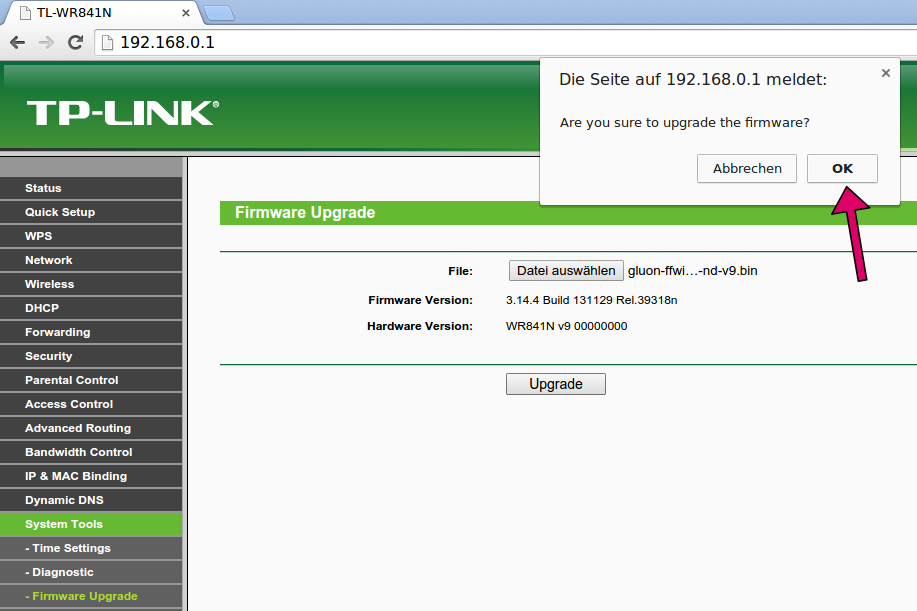 TL-WR841N
192.168.0.1
TP-LINK®
Die Seite auf 192.168.0.1 meldet:
Are you sure to upgrade the firmware?
Abbrechen OK
Status
Quick Setup
WPS
Network
Wireless
DHCP
Forwarding
Security
Parental Control
Access Control
Advanced Routing
Bandwidth Control
IP & MAC Binding
Dynamic DNS
System Tools
- Time Settings
- Diagnostic
- Firmware Upgrade
Firmware Upgrade
File: Datei auswählen gluon-ffwi...-nd-v9.bin
Firmware Version: 3.14.4 Build 131129 Rel.39318n
Hardware Version: WR841N v9 00000000
Upgrade